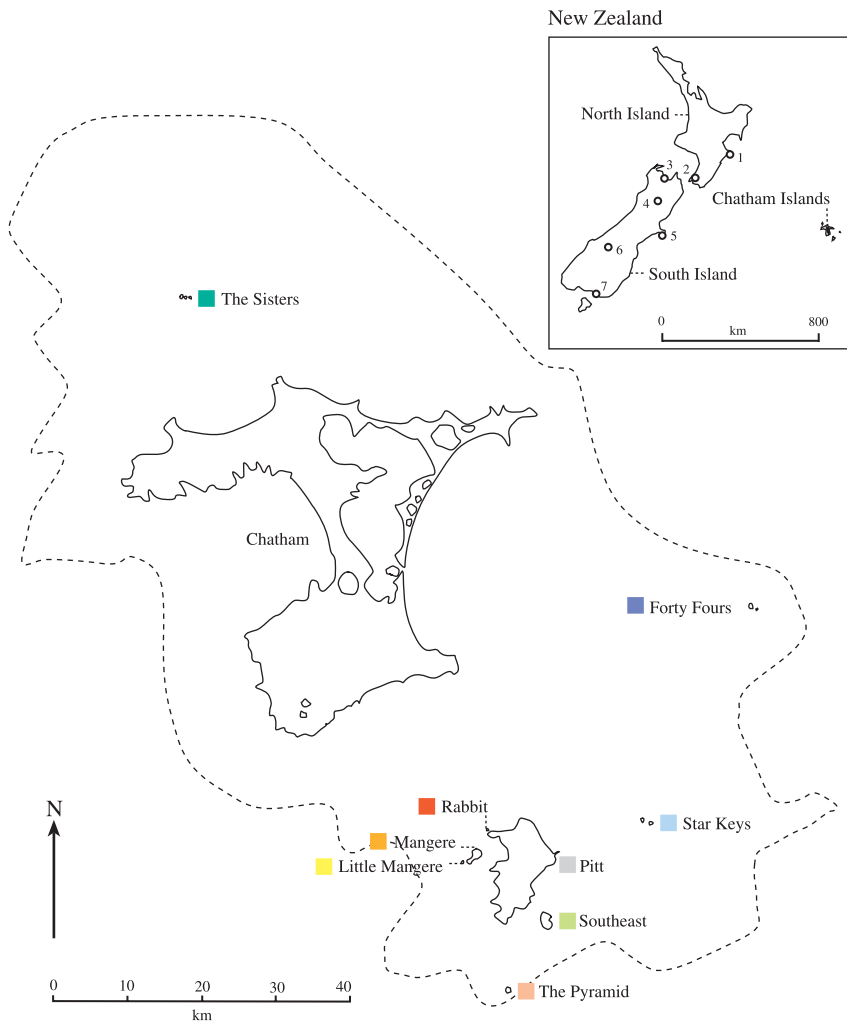 New Zealand
North Island
1
2
3
4
5
6
7
Chatham Islands
South Island
0 800
km
The Sisters
Chatham
Forty Fours
Rabbit
Mangere
Little Mangere
Star Keys
Pitt
Southeast
The Pyramid
N
0 10 20 30 40
km